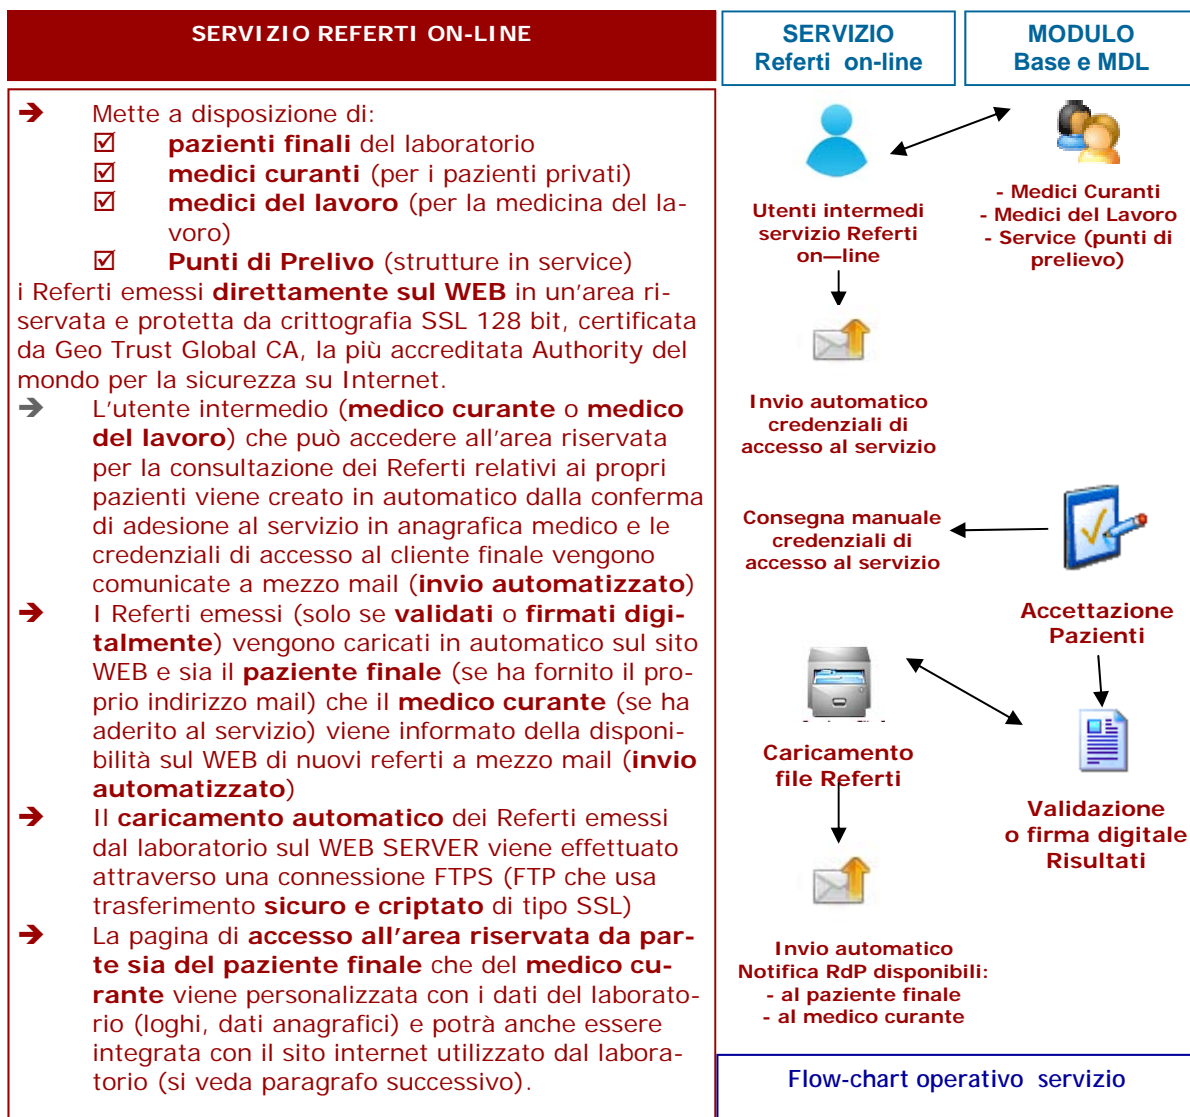 SERVIZIO REFERTI ON-LINE
➔ Mette a disposizione di:
☑ pazienti finali del laboratorio
☑ medici curanti (per i pazienti privati)
☑ medici del lavoro (per la medicina del la-
voro)
☑ Punti di Prelivo (strutture in service)
i Referti emessi direttamente sul WEB in un'area ri-
servata e protetta da crittografia SSL 128 bit, certificata
da Geo Trust Global CA, la più accreditata Authority del
mondo per la sicurezza su Internet.
➔ L'utente intermedio (medico curante o medico
del lavoro) che può accedere all'area riservata
per la consultazione dei Referti relativi ai propri
pazienti viene creato in automatico dalla conferma
di adesione al servizio in anagrafica medico e le
credenziali di accesso al cliente finale vengono
comunicate a mezzo mail (invio automatizzato)
➔ I Referti emessi (solo se validati o firmati digi-
talmente) vengono caricati in automatico sul sito
WEB e sia il paziente finale (se ha fornito il pro-
prio indirizzo mail) che il medico curante (se ha
aderito al servizio) viene informato della disponi-
bilità sul WEB di nuovi referti a mezzo mail (invio
automatizzato)
➔ Il caricamento automatico dei Referti emessi
dal laboratorio sul WEB SERVER viene effettuato
attraverso una connessione FTPS (FTP che usa
trasferimento sicuro e criptato di tipo SSL)
➔ La pagina di accesso all'area riservata da par-
te sia del paziente finale che del medico cu-
rante viene personalizzata con i dati del laborato-
rio (loghi, dati anagrafici) e potrà anche essere
integrata con il sito internet utilizzato dal labora-
torio (si veda paragrafo successivo).
SERVIZIO
Referti on-line
MODULO
Base e MDL
Utenti intermedi
servizio Referti
on—line
- Medici Curanti
- Medici del Lavoro
- Service (punti di
prelievo)
Invio automatico
credenziali di
accesso al servizio
Consegna manuale
credenziali di
accesso al servizio
Accettazione
Pazienti
Caricamento
file Referti
Validazione
o firma digitale
Risultati
Invio automatico
Notifica RdP disponibili:
- al paziente finale
- al medico curante
Flow-chart operativo servizio